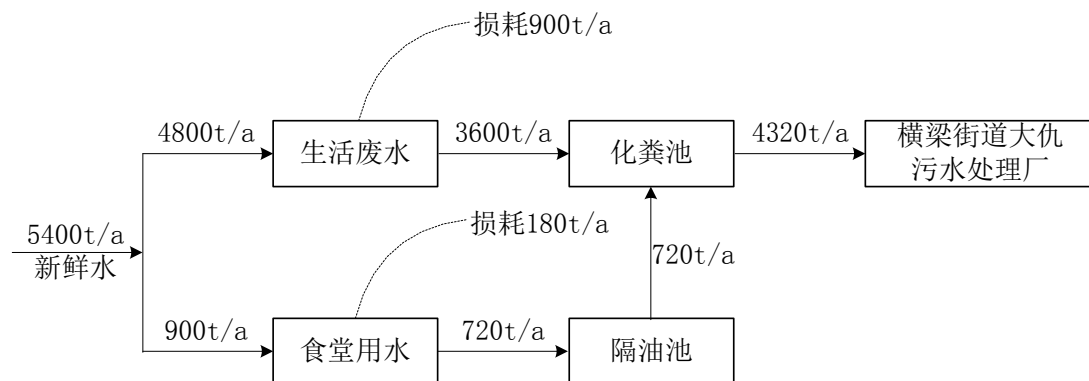 损耗900t/a
4800t/a
生活废水
3600t/a
化粪池
4320t/a
横梁街道大仇
污水处理厂
5400t/a
新鲜水
损耗180t/a
720t/a
900t/a
食堂用水
720t/a
隔油池